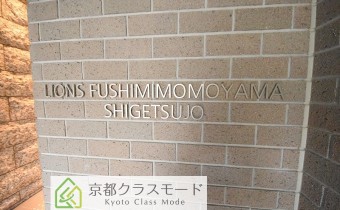 LIONS FUSHIMIMOMOYAMA
SHIGETSUJO
京都クラスモード
Kyoto Class Mode